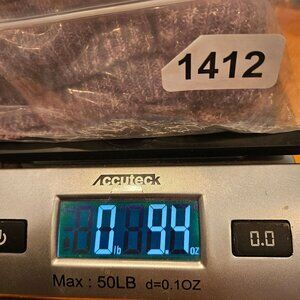 1412
Accuteck
0 lb 9.4 oz
0.0
Max : 50LB d=0.1OZ